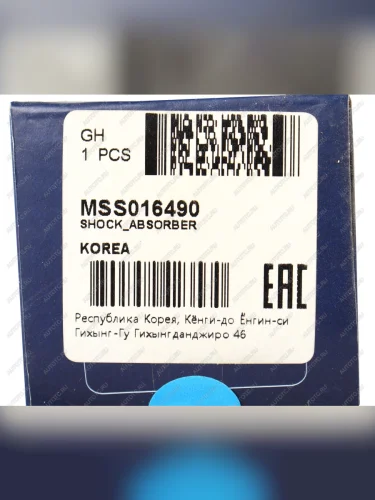 GH
1 PCS
MSS016490
SHOCK_ABSORBER
KOREA
EAC
Республика Корея, Кёнги-до Ёнгин-си
Гихынг-Гу Гихынгданджиро 46